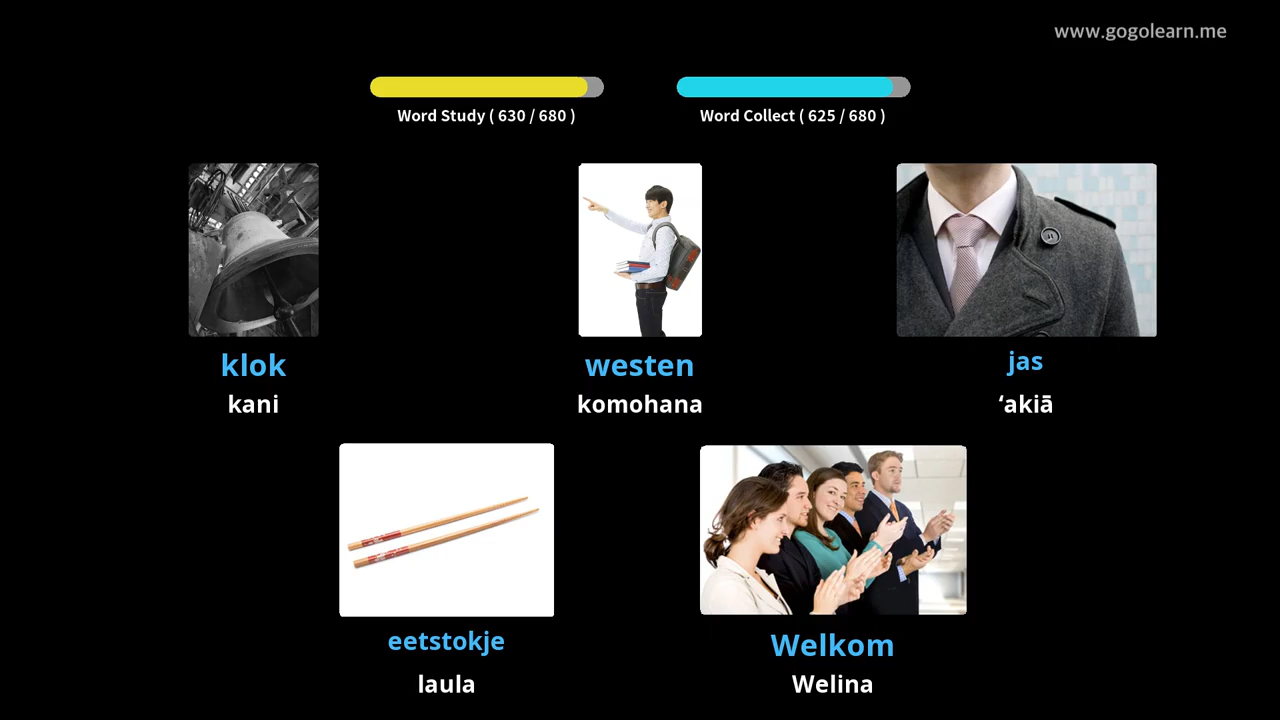 www.gogolearn.me
Word Study ( 630 / 680 )
Word Collect ( 625 / 680 )
klok
westen
jas
kani
komohana
ʻakiā
eetstokje
Welkom
laula
Welina